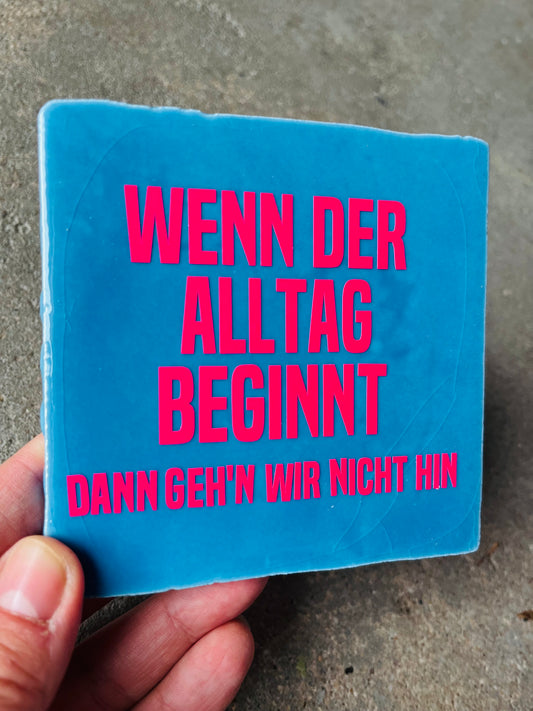 WENN DER
ALLTAG
BEGINNT
DANN GEH'N WIR NICHT HIN